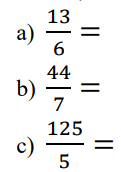 a) 13/6 =
b) 44/7 =
c) 125/5 =